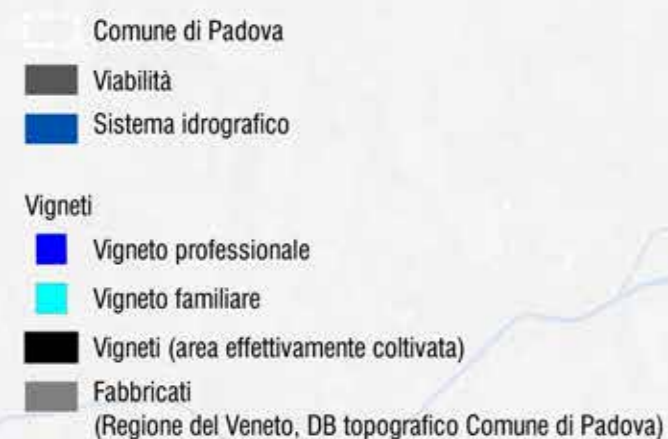 Comune di Padova
Viabilità
Sistema idrografico
Vigneti
Vigneto professionale
Vigneto familiare
Vigneti (area effettivamente coltivata)
Fabbricati
(Regione del Veneto, DB topografico Comune di Padova)